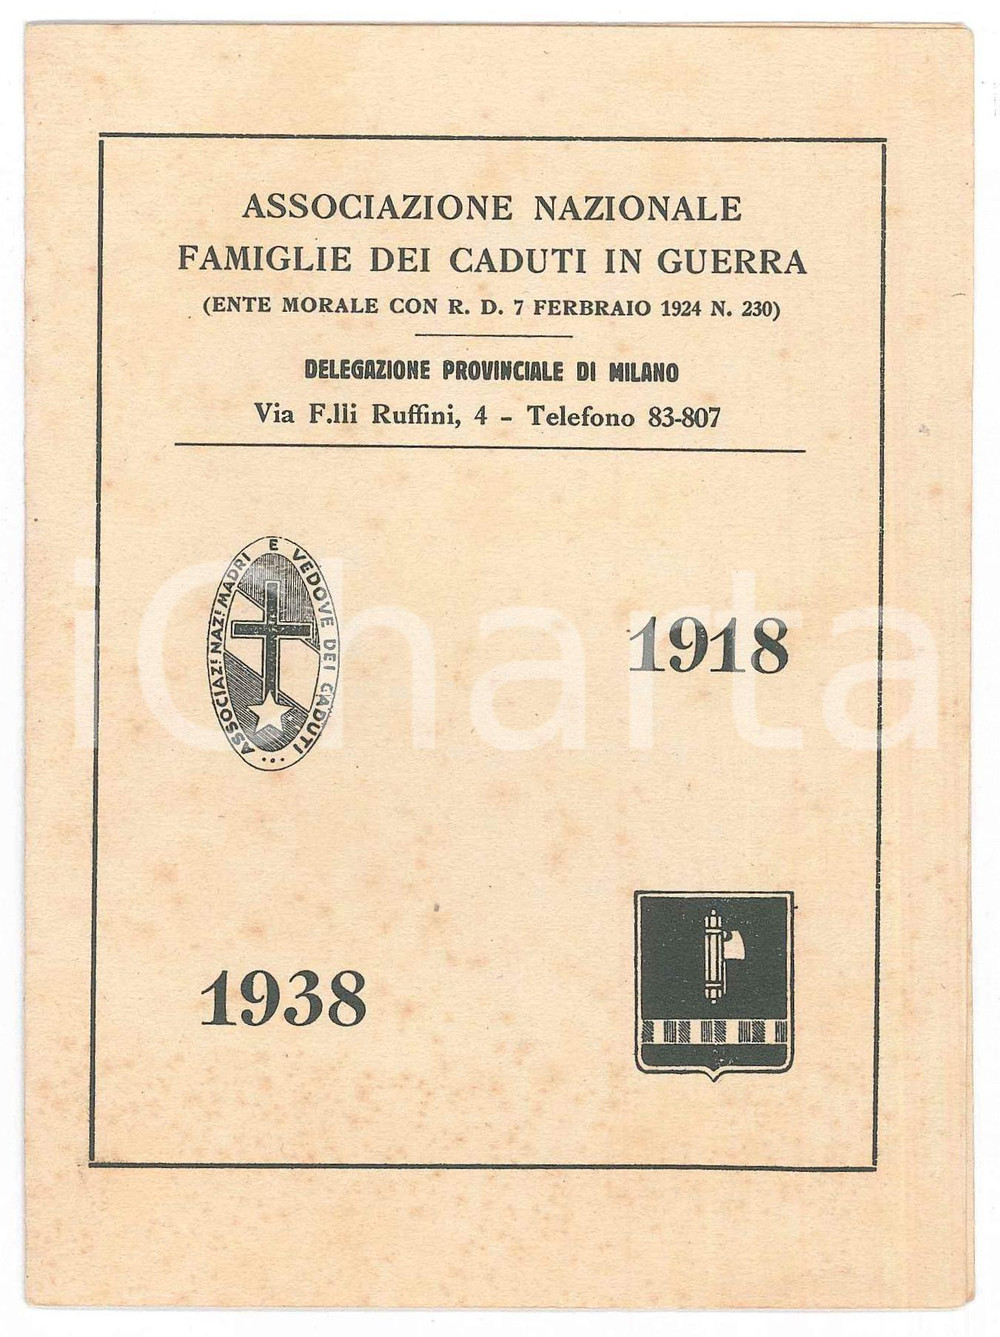 ASSOCIAZIONE NAZIONALE
FAMIGLIE DEI CADUTI IN GUERRA
(ENTE MORALE CON R. D. 7 FERBRAIO 1924 N. 230)
DELEGAZIONE PROVINCIALE DI MILANO
Via F.lli Ruffini, 4 - Telefono 83-807
ASSOCIAZ: NAZ: MADRI E VEDOVE DEI CADUTI ...
1918
iCharta
1938